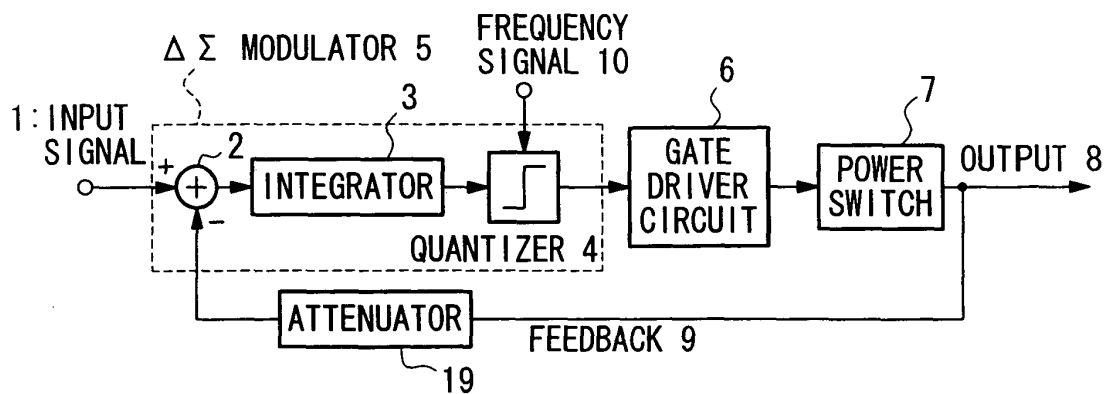 FREQUENCY
SIGNAL 10
Δ Σ MODULATOR 5
1:INPUT
SIGNAL
+
2
3
6
7
+
INTEGRATOR
GATE
DRIVER
CIRCUIT
POWER
SWITCH
OUTPUT 8
-
QUANTIZER 4
ATTENUATOR
FEEDBACK 9
19